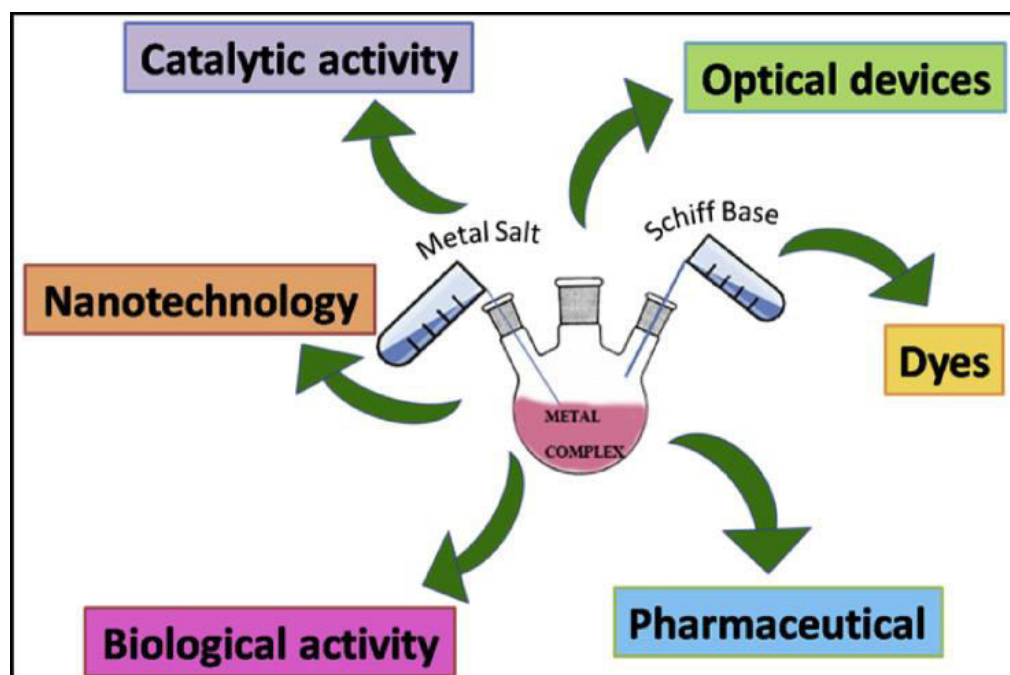 Catalytic activity
Optical devices
Metal Salt
Schiff Base
Nanotechnology
Dyes
METAL
COMPLEX
Biological activity
Pharmaceutical